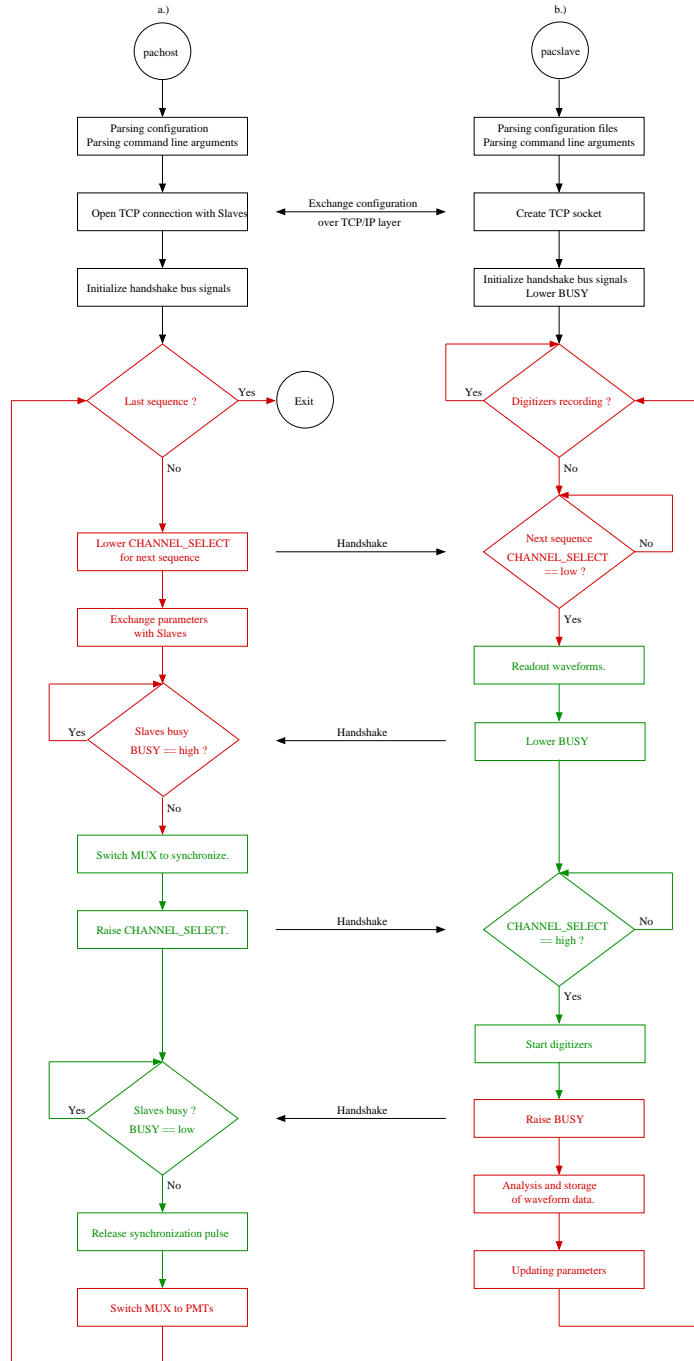 a.)
pachost
Parsing configuration
Parsing command line arguments
Open TCP connection with Slaves
Initialize handshake bus signals
Last sequence ?
Yes
Exit
No
Lower CHANNEL_SELECT
for next sequence
Exchange parameters
with Slaves
Yes
Slaves busy
BUSY == high ?
No
Switch MUX to synchronize.
Raise CHANNEL_SELECT.
Yes
Slaves busy ?
BUSY == low
No
Release synchronization pulse
Switch MUX to PMTs
Exchange configuration
over TCP/IP layer
Handshake
Handshake
Handshake
Handshake
b.)
pacslave
Parsing configuration files
Parsing command line arguments
Create TCP socket
Initialize handshake bus signals
Lower BUSY
Yes
Digitizers recording ?
No
Next sequence
CHANNEL_SELECT
== low ?
No
Yes
Readout waveforms.
Lower BUSY
CHANNEL_SELECT
== high ?
No
Yes
Start digitizers
Raise BUSY
Analysis and storage
of waveform data.
Updating parameters